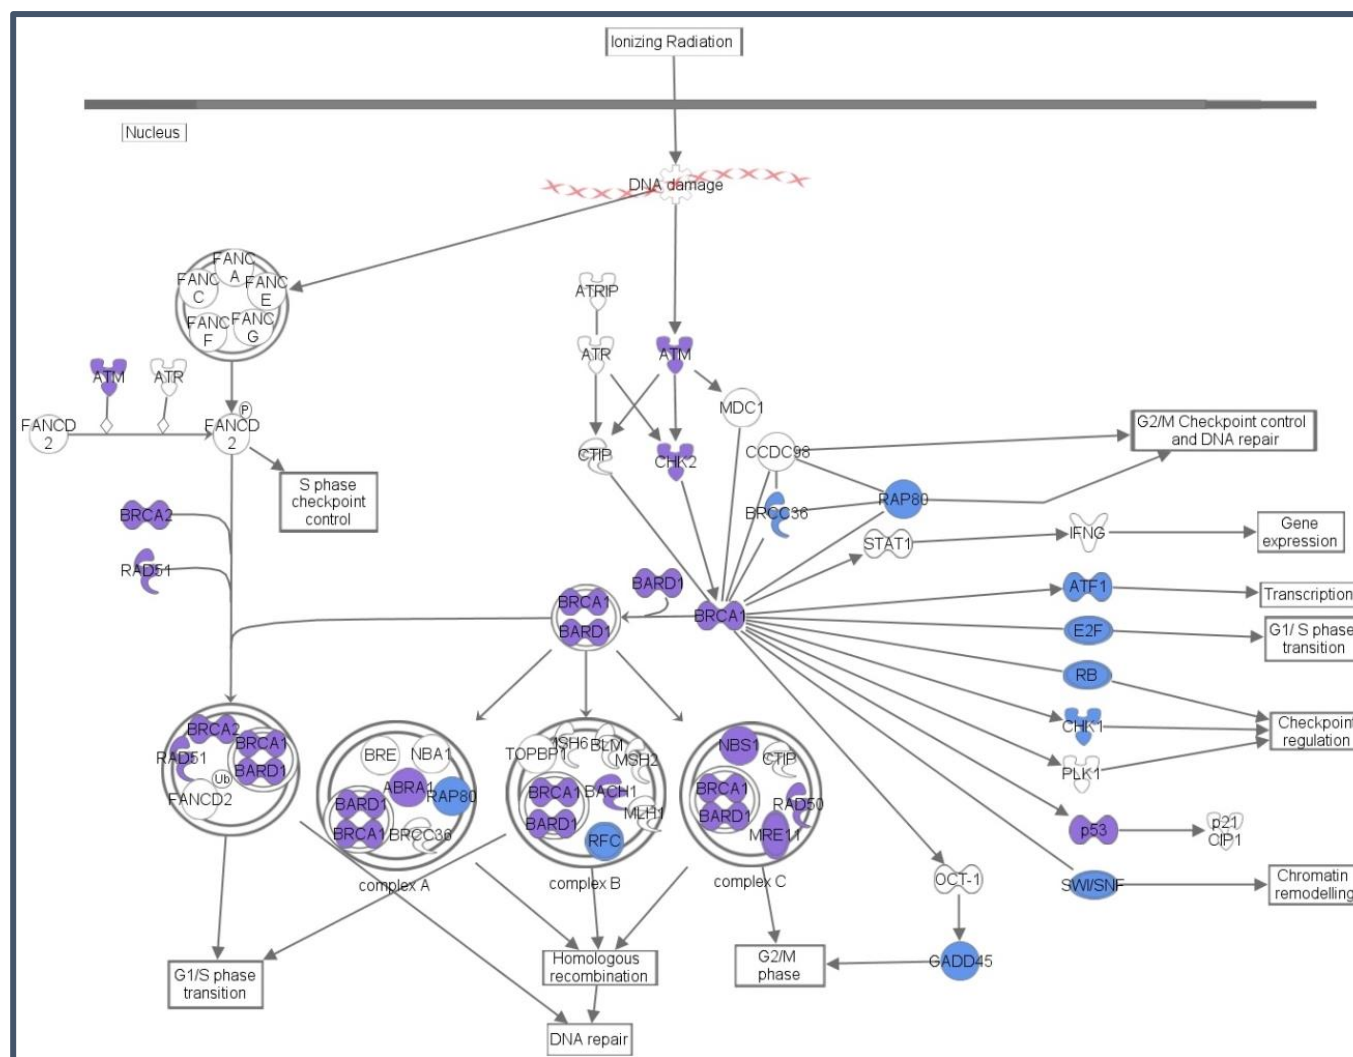 Ionizing Radiation
Nucleus
DNA damage
FANC
A
FANC
C
FANC
E
FANC
F
FANC
G
ATRIP
ATR
ATM
MDC1
ATM
ATR
FANCD
2
P
FANCD
2
S phase
checkpoint
control
CTIP
CHK2
CCDC98
G2/M Checkpoint control
and DNA repair
BRCA2
RAD51
BRCC36
RAP80
STAT1
IFNG
Gene
expression
BARD1
BRCA1
BARD1
BRCA1
ATF1
Transcription
E2F
G1/ S phase
transition
RB
CHK1
Checkpoint
regulation
PLK1
p53
p21
CIP1
SWI/SNF
Chromatin
remodelling
OCT-1
GADD45
BRCA2
BRCA1
RAD51
BARD1
Ub
FANCD2
BRE
NBA1
ABRA1
RAP80
BARD1
BRCA1
BRCC36
complex A
TOPBP1
BLM
MSH2
BRCA1
BACH1
BARD1
MLH1
RFC
complex B
NBS1
CTIP
BRCA1
RAD50
BARD1
MRE11
complex C
G1/S phase
transition
Homologous
recombination
G2/M
phase
DNA repair